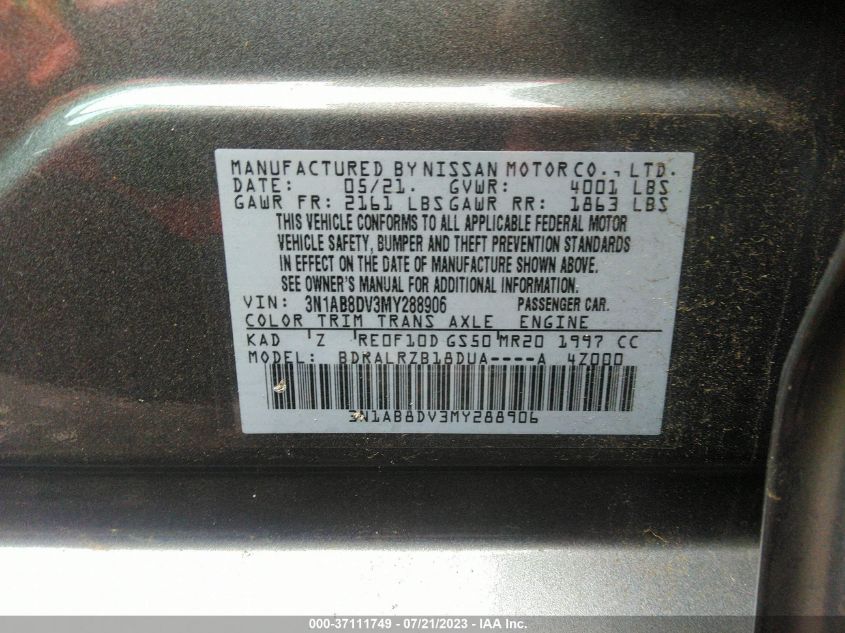 MANUFACTURED BY NISSAN MOTOR CO., LTD.
DATE: 05/21. GVWR: 4001 LBS
GAWR FR: 2161 LBS GAWR RR: 1863 LBS
THIS VEHICLE CONFORMS TO ALL APPLICABLE FEDERAL MOTOR
VEHICLE SAFETY, BUMPER AND THEFT PREVENTION STANDARDS
IN EFFECT ON THE DATE OF MANUFACTURE SHOWN ABOVE.
SEE OWNER'S MANUAL FOR ADDITIONAL INFORMATION.
VIN: 3N1AB8DV3MY288906 PASSENGER CAR.
COLOR TRIM TRANS AXLE ENGINE
KAD Z RE0F10D GS50 MR20 1997 CC
MODEL: BDRALRZB18DUA----A 4Z000
3N1AB8DV3MY288906
000-37111749 - 07/21/2023 - IAA Inc.